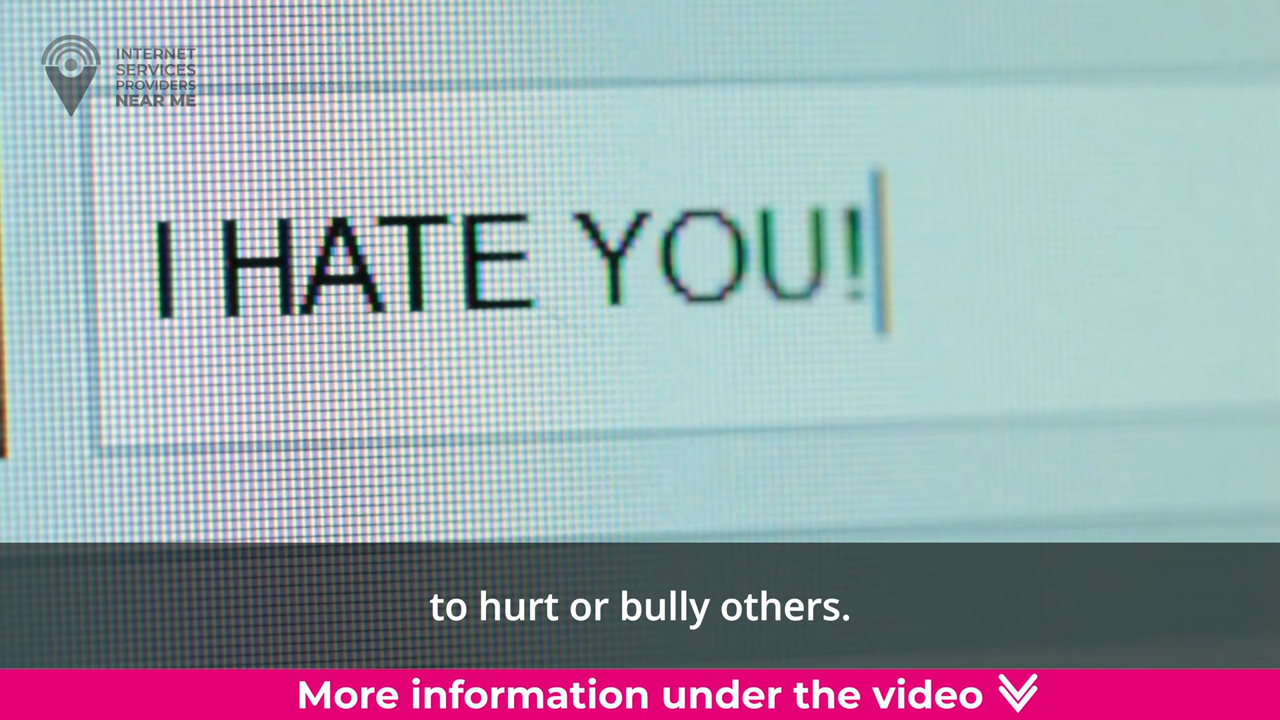 INTERNET
SERVICES
PROVIDERS
NEAR ME
I HATE YOU!
to hurt or bully others.
More information under the video